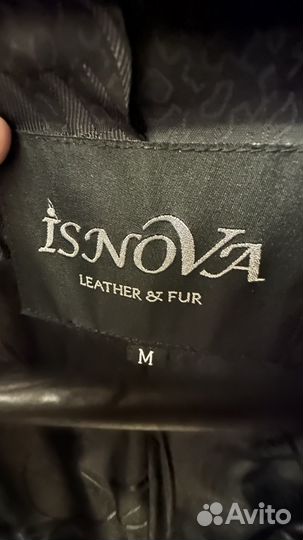 ISNOVA
LEATHER & FUR
M
Avito